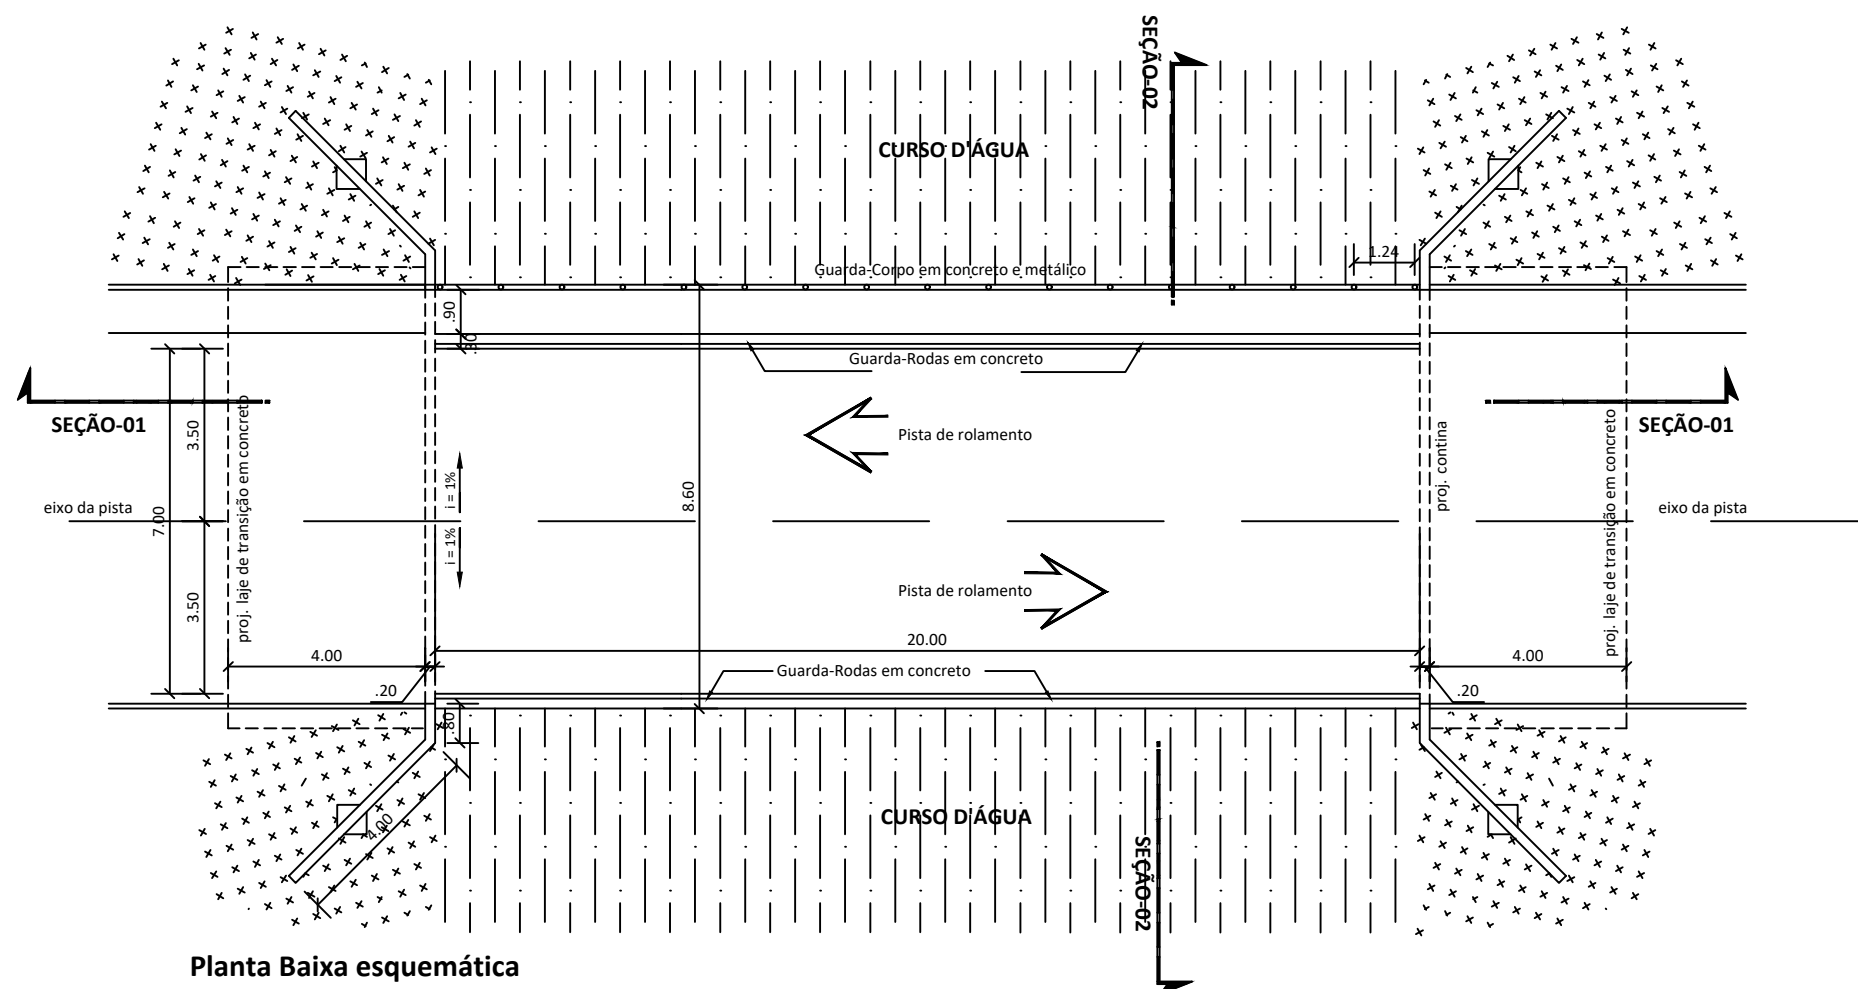 SEÇÃO-02
CURSO D'ÁGUA
1.24
Guarda-Corpo em concreto e metálico
.90
.30
Guarda-Rodas em concreto
SEÇÃO-01
SEÇÃO-01
3.50
proj. laje de transição em concreto
Pista de rolamento
proj. contina
proj. laje de transição em concreto
i = 1%
8.60
eixo da pista
7.00
eixo da pista
i = 1%
3.50
Pista de rolamento
20.00
4.00
4.00
Guarda-Rodas em concreto
.20
.20
.80
4.00
CURSO D'ÁGUA
SEÇÃO-02
Planta Baixa esquemática